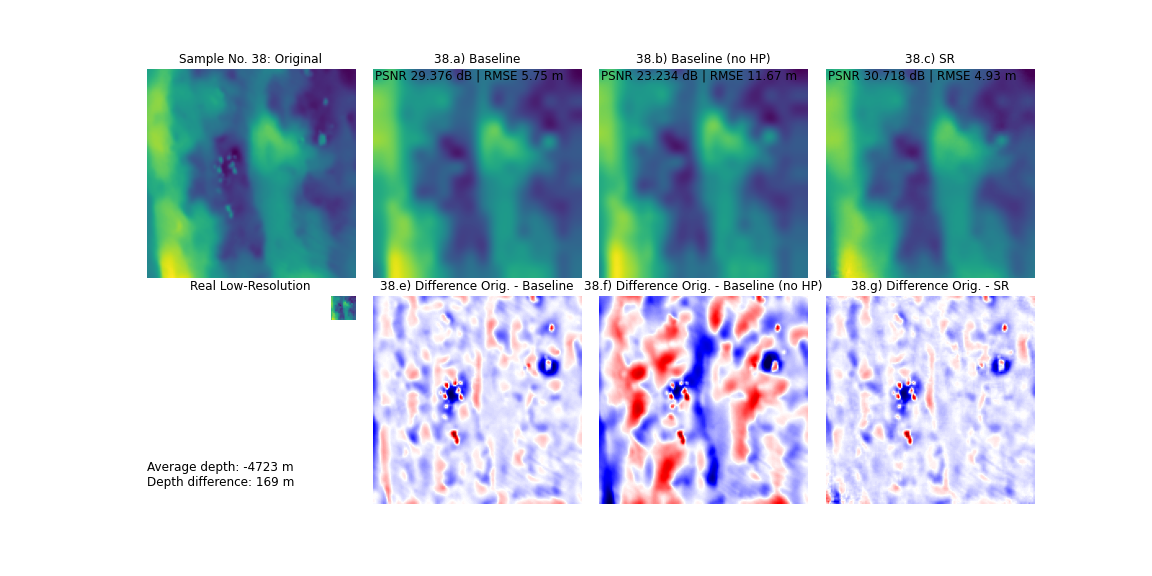 Sample No. 38: Original
38.a) Baseline
38.b) Baseline (no HP)
38.c) SR
PSNR 29.376 dB | RMSE 5.75 m
PSNR 23.234 dB | RMSE 11.67 m
PSNR 30.718 dB | RMSE 4.93 m
Real Low-Resolution
38.e) Difference Orig. - Baseline
38.f) Difference Orig. - Baseline (no HP)
38.g) Difference Orig. - SR
Average depth: -4723 m
Depth difference: 169 m